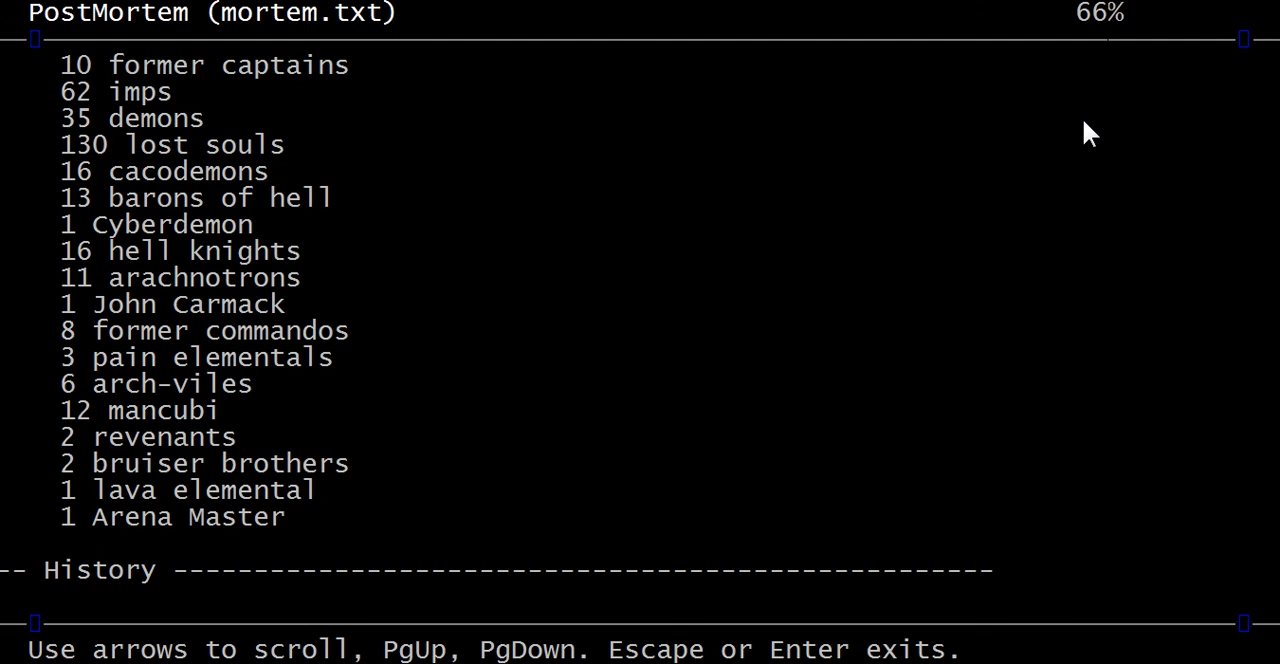 PostMortem (mortem.txt) 66%
10 former captains
62 imps
35 demons
130 lost souls
16 cacodemons
13 barons of hell
1 Cyberdemon
16 hell knights
11 arachnotrons
1 John Carmack
8 former commandos
3 pain elementals
6 arch-viles
12 mancubi
2 revenants
2 bruiser brothers
1 lava elemental
1 Arena Master
-- History ---------------------------------------------------
Use arrows to scroll, PgUp, PgDown. Escape or Enter exits.